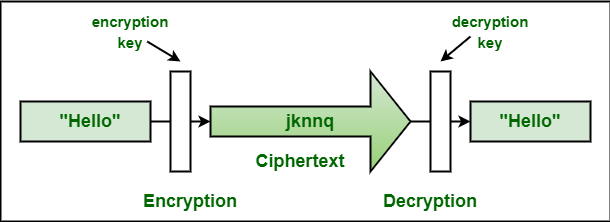 encryption
key
decryption
key
"Hello"
jknnq
"Hello"
Ciphertext
Encryption
Decryption